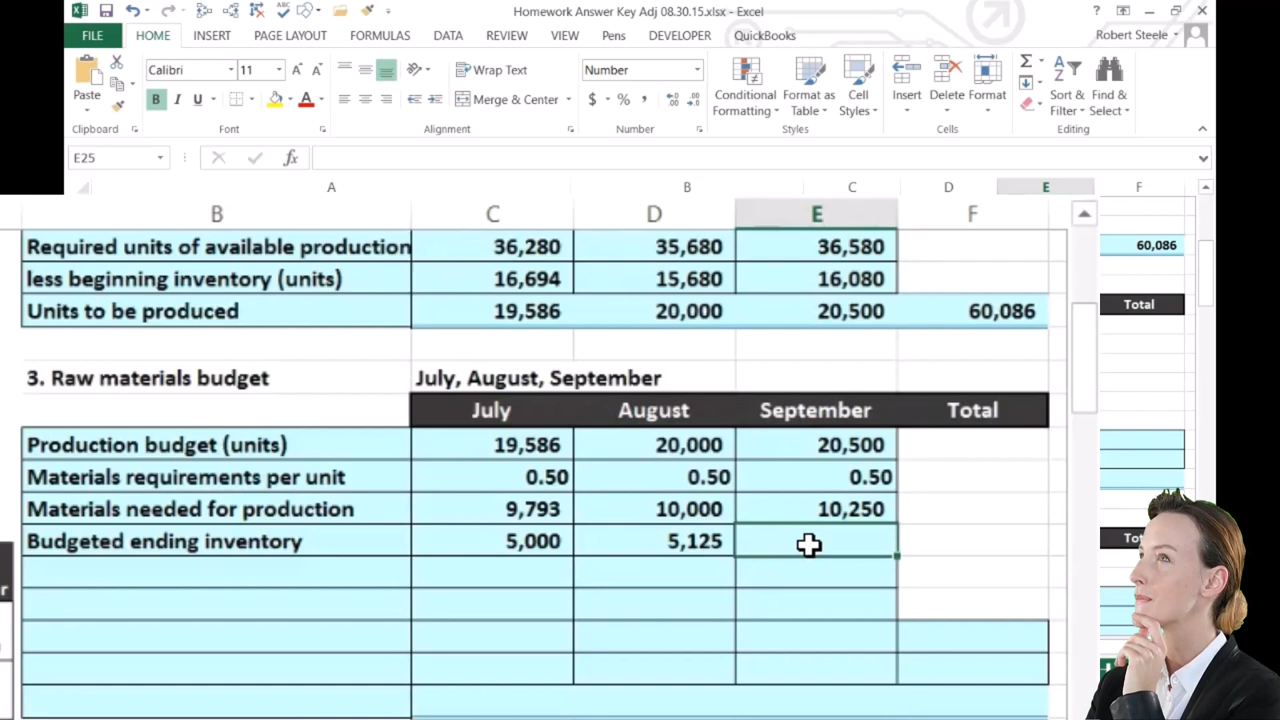 Homework Answer Key Adj 08.30.15.xlsx - Excel
FILE HOME INSERT PAGE LAYOUT FORMULAS DATA REVIEW VIEW Pens DEVELOPER QuickBooks Robert Steele
Calibri 11 Wrap Text Number
Paste B I U A Merge & Center $ % , Conditional Formatting Format as Table Cell Styles Insert Delete Format Sort & Filter Find & Select
Clipboard Font Alignment Number Styles Cells Editing
E25 fx
A B C D E F
B C D E F
Required units of available production 36,280 35,680 36,580 60,086
less beginning inventory (units) 16,694 15,680 16,080
Units to be produced 19,586 20,000 20,500 60,086 Total
3. Raw materials budget July, August, September
July August September Total
Production budget (units) 19,586 20,000 20,500
Materials requirements per unit 0.50 0.50 0.50
Materials needed for production 9,793 10,000 10,250
Budgeted ending inventory 5,000 5,125